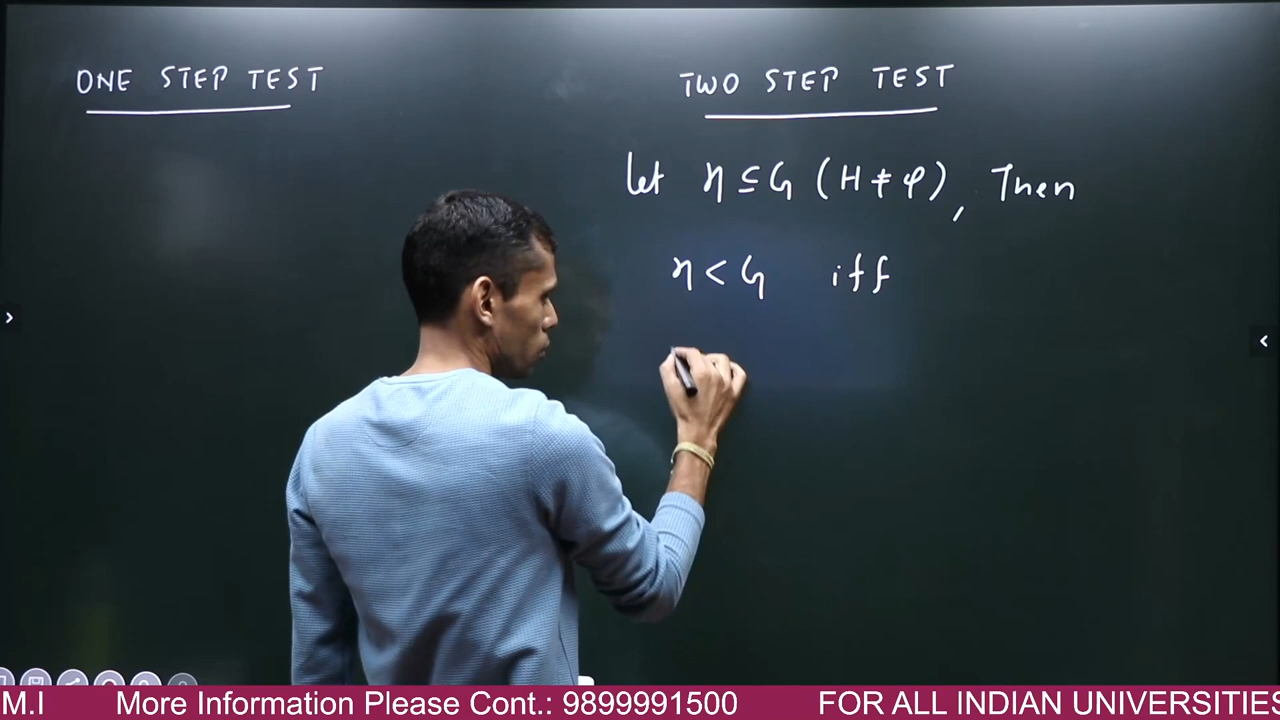 ONE STEP TEST
TWO STEP TEST
Let H ⊆ G (H ≠ φ), Then
H < G iff
M.I More Information Please Cont.: 9899991500 FOR ALL INDIAN UNIVERSITIES